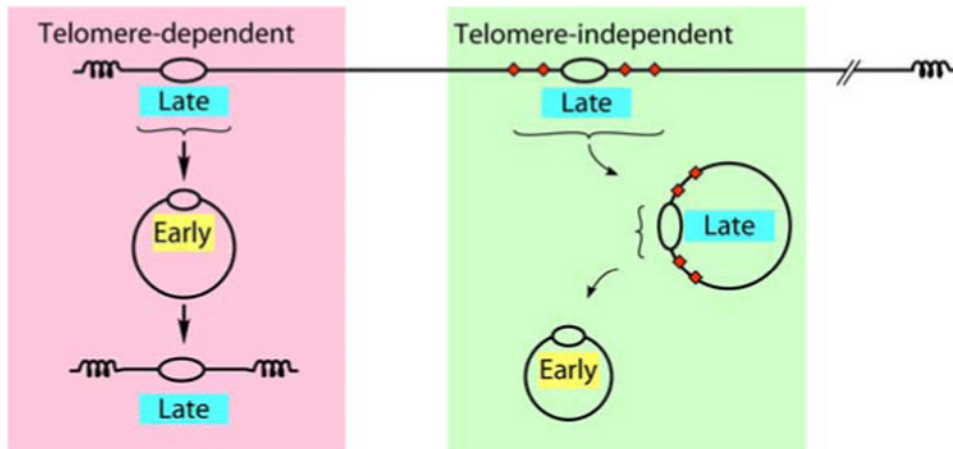 Telomere-dependent
Telomere-independent
Late
Late
Early
Late
Early
Late